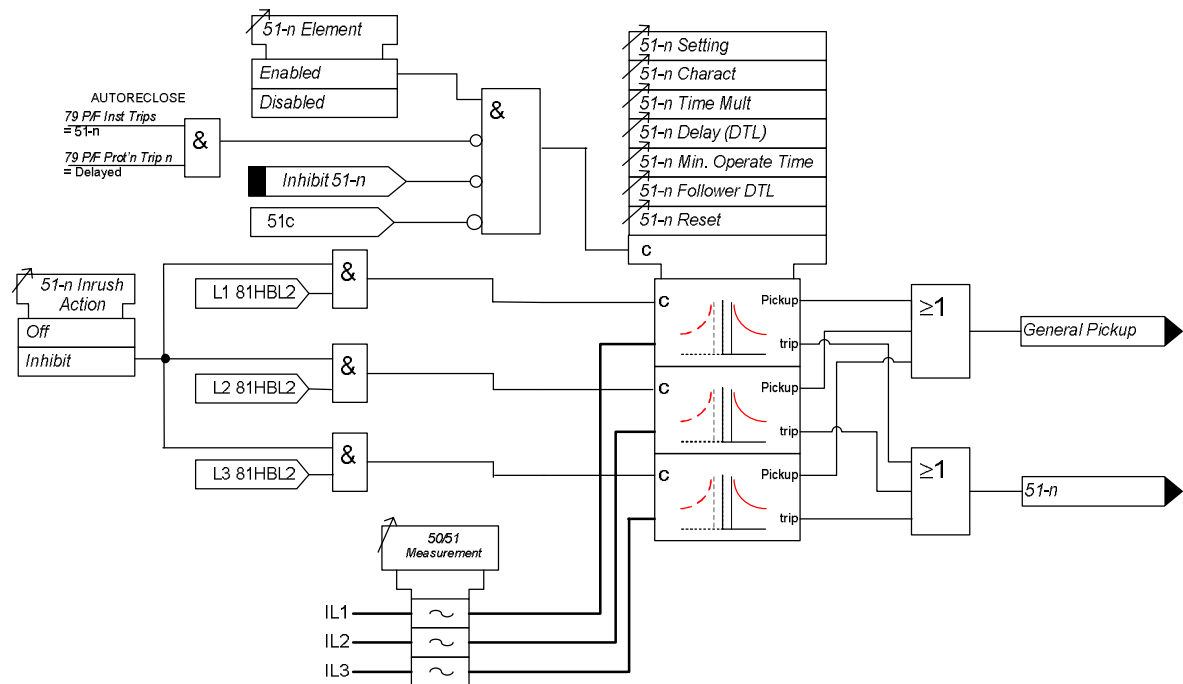 51-n Element
Enabled
Disabled
AUTORECLOSE
79 P/F Inst Trips
= 51-n
79 P/F Prot'n Trip n
= Delayed
&
&
Inhibit 51-n
51c
51-n Setting
51-n Charact
51-n Time Mult
51-n Delay (DTL)
51-n Min. Operate Time
51-n Follower DTL
51-n Reset
c
51-n Inrush
Action
Off
Inhibit
L1 81HBL2
&
L2 81HBL2
&
L3 81HBL2
&
c
Pickup
trip
c
Pickup
trip
c
Pickup
trip
≥1
General Pickup
≥1
51-n
50/51
Measurement
IL1
IL2
IL3